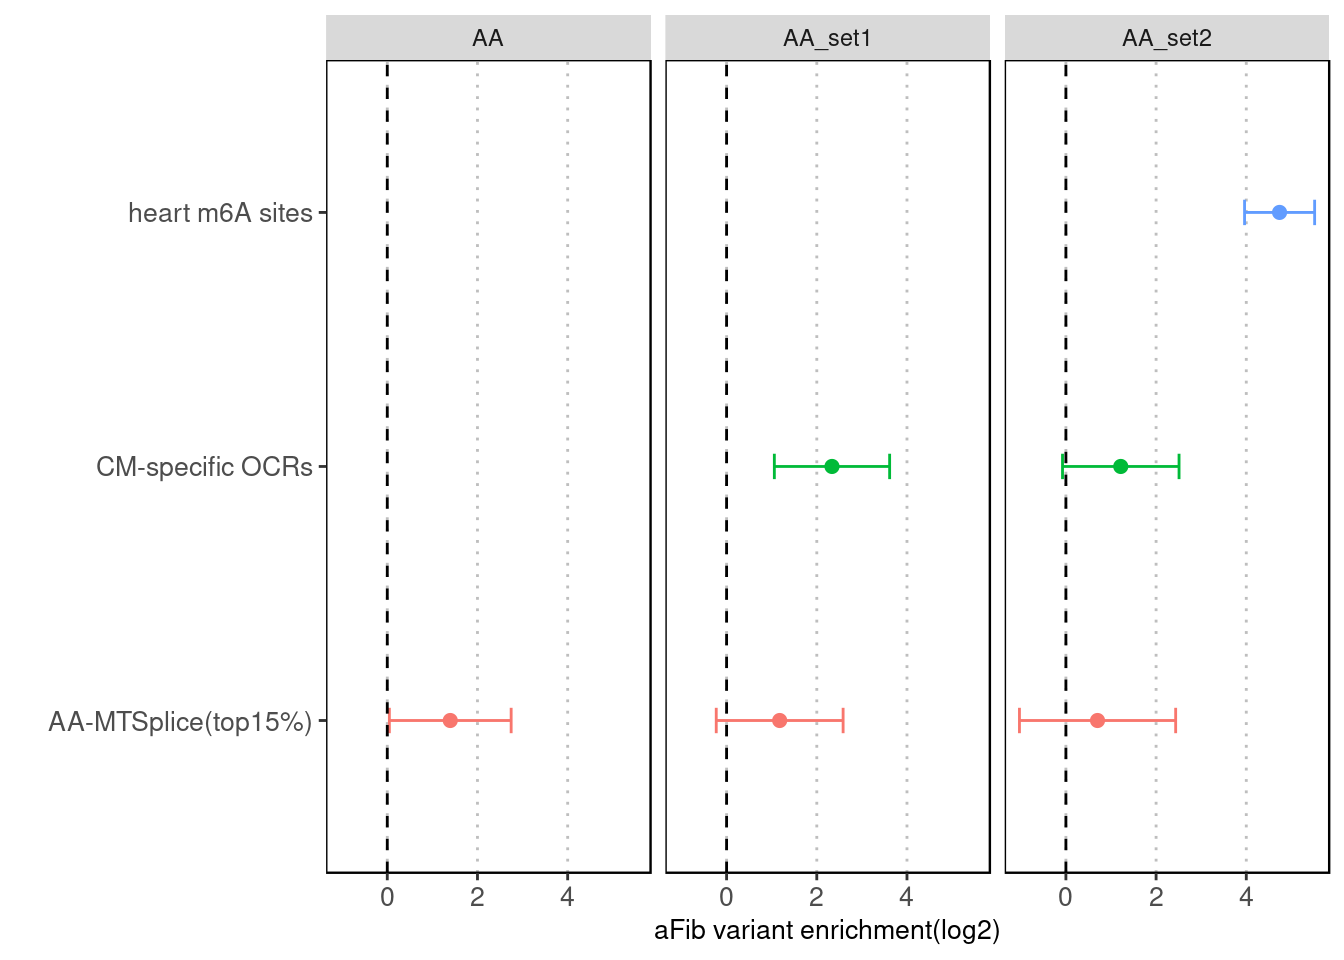 AA AA_set1 AA_set2
heart m6A sites
CM-specific OCRs
AA-MTSplice(top15%)
0 2 4 0 2 4 0 2 4
aFib variant enrichment(log2)